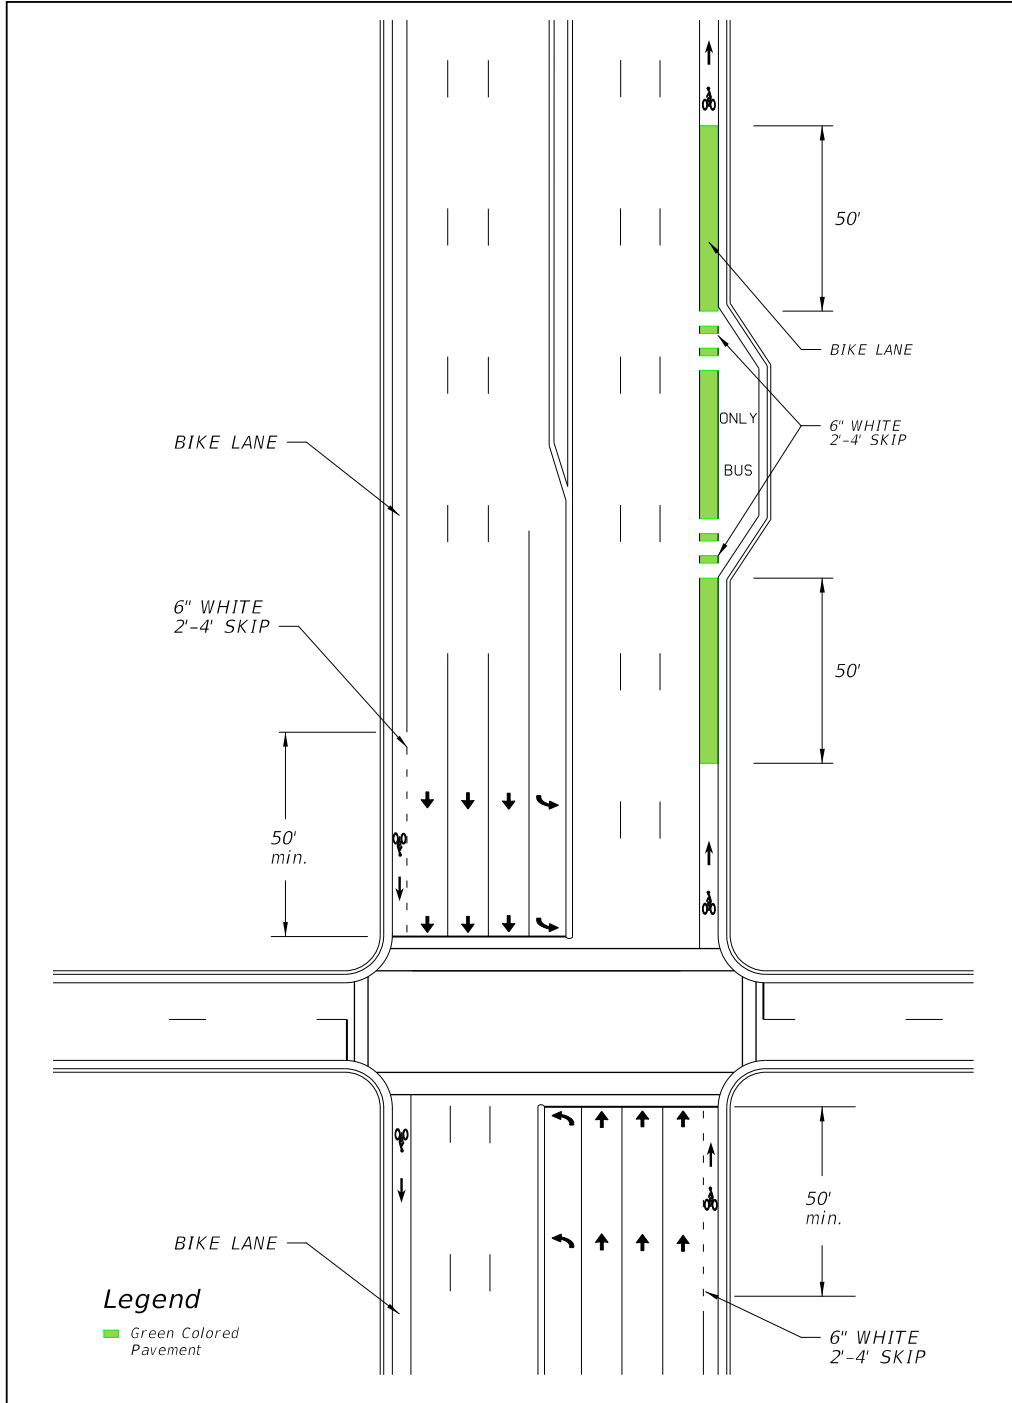 50'
BIKE LANE
ONLY
6" WHITE
2'-4' SKIP
BIKE LANE
BUS
6" WHITE
2'-4' SKIP
50'
50'
min.
50'
min.
BIKE LANE
Legend
Green Colored
Pavement
6" WHITE
2'-4' SKIP